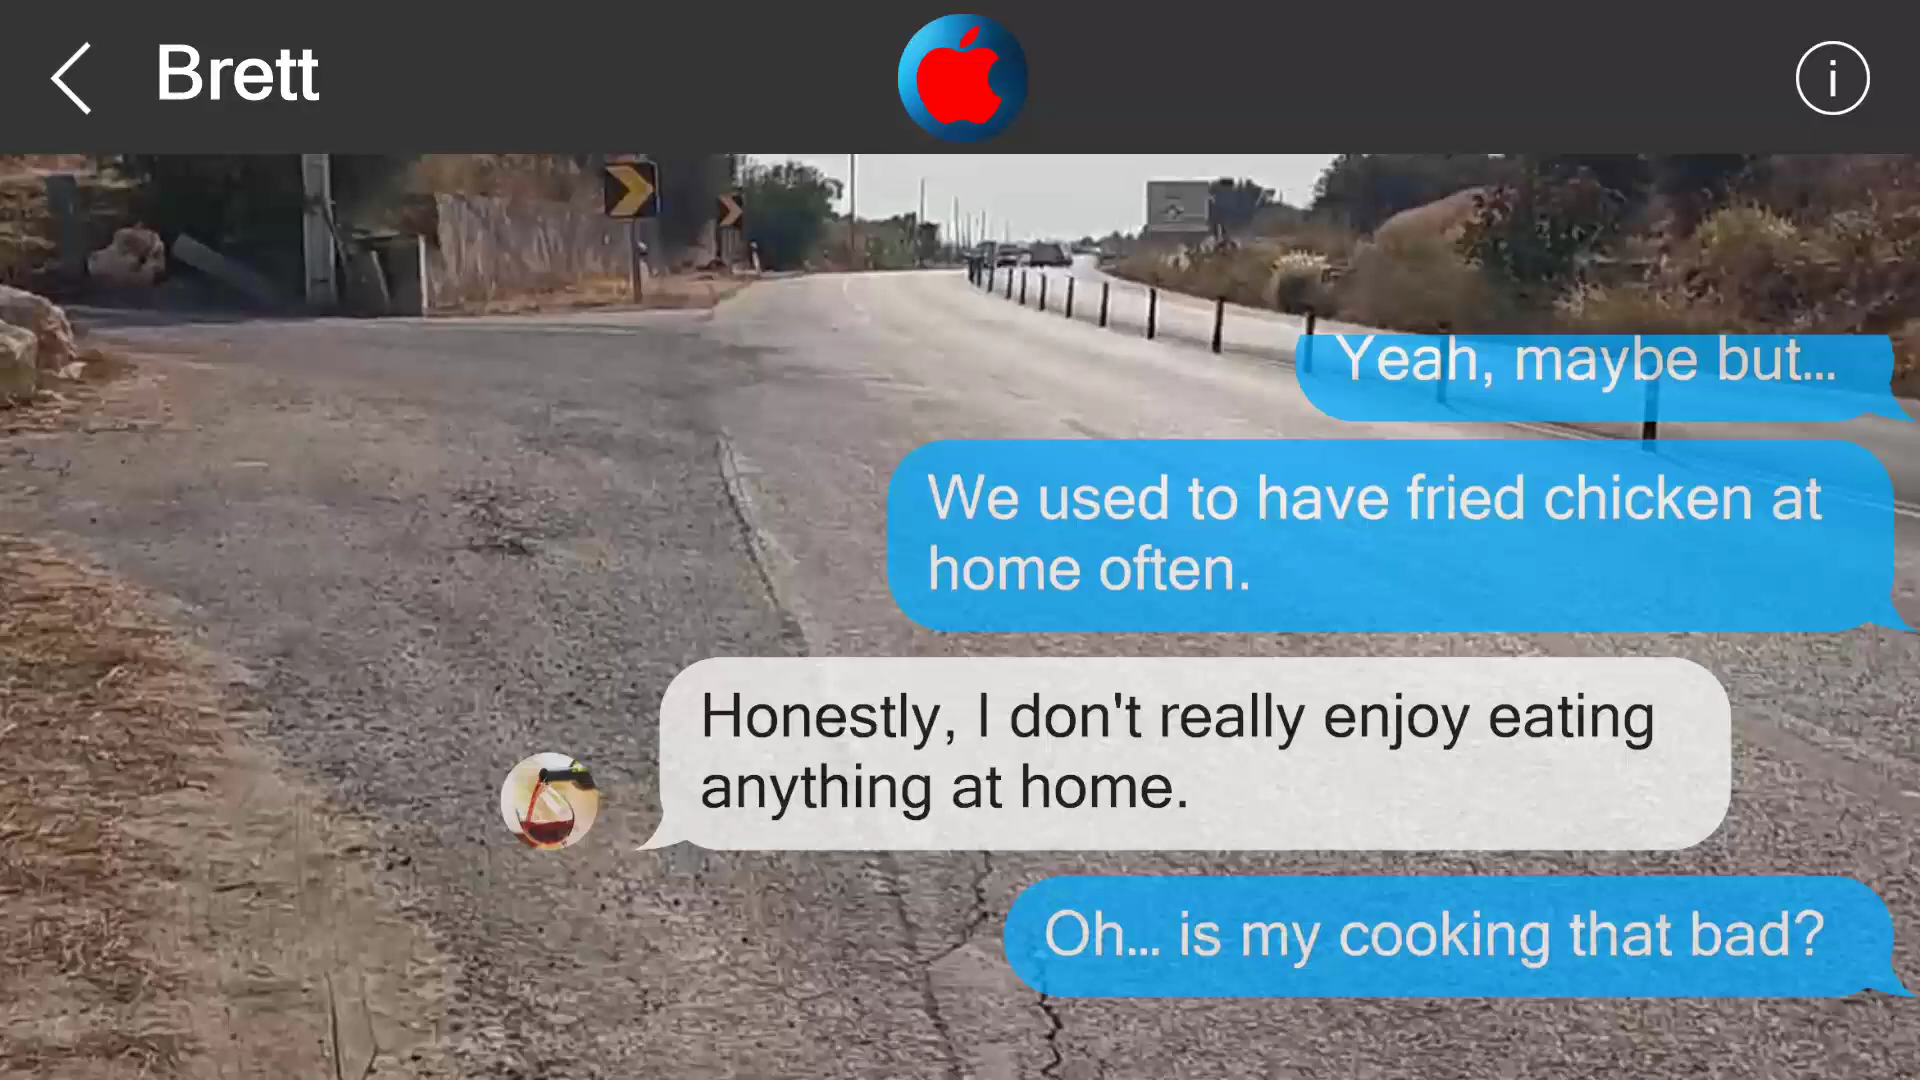 Brett
Yeah, maybe but...
We used to have fried chicken at
home often.
Honestly, I don't really enjoy eating
anything at home.
Oh... is my cooking that bad?